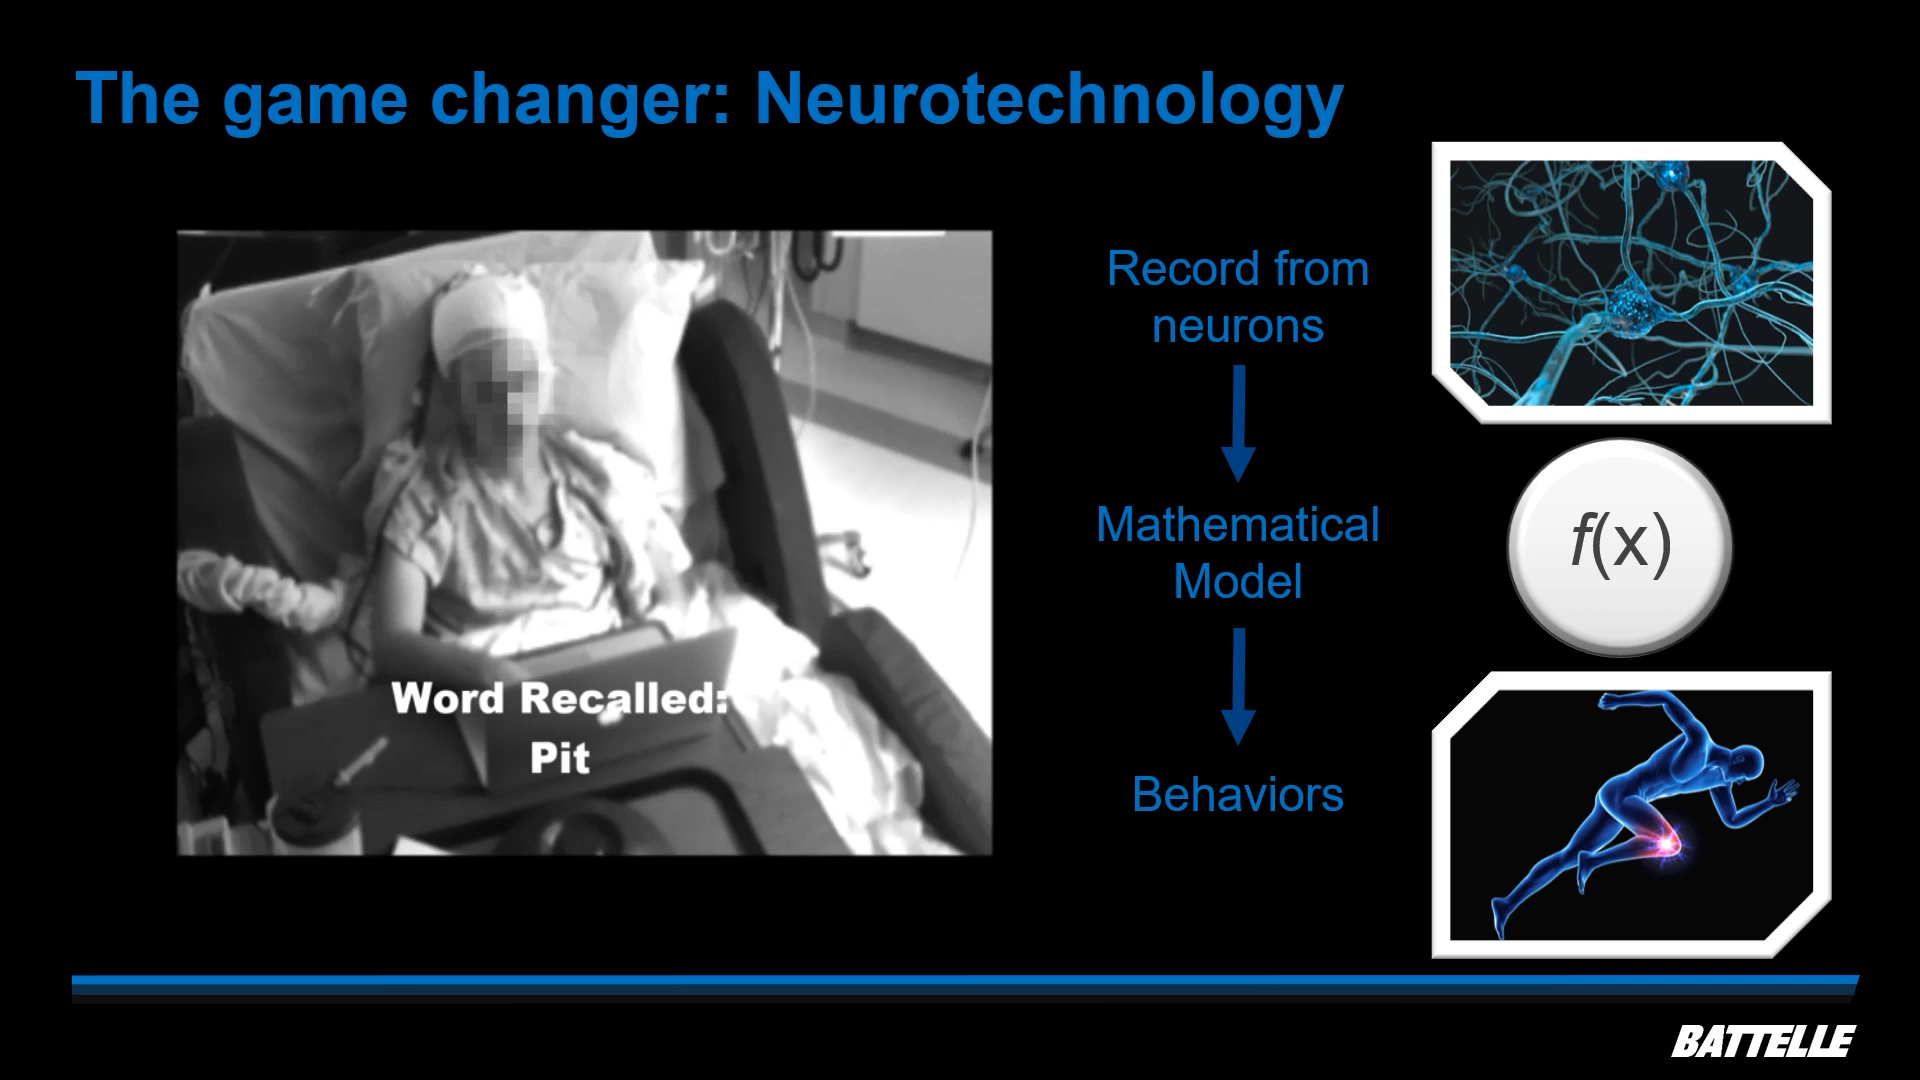 The game changer: Neurotechnology
Word Recalled:
Pit
Record from
neurons
Mathematical
Model
Behaviors
f(x)
BATTELLE